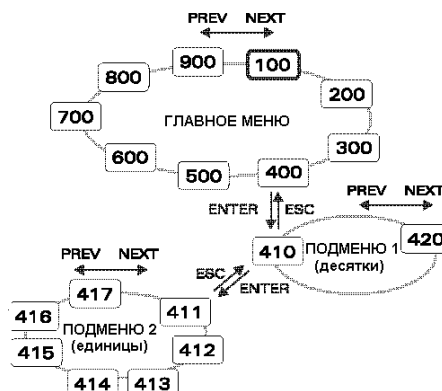 PREV NEXT
900 100
800 200
700 ГЛАВНОЕ МЕНЮ
600 500 400 300
ENTER ESC
PREV NEXT
410 ПОДМЕНЮ 1 420
(десятки)
PREV NEXT
ESC
ENTER
417
416 411
ПОДМЕНЮ 2
(единицы)
415 412
414 413